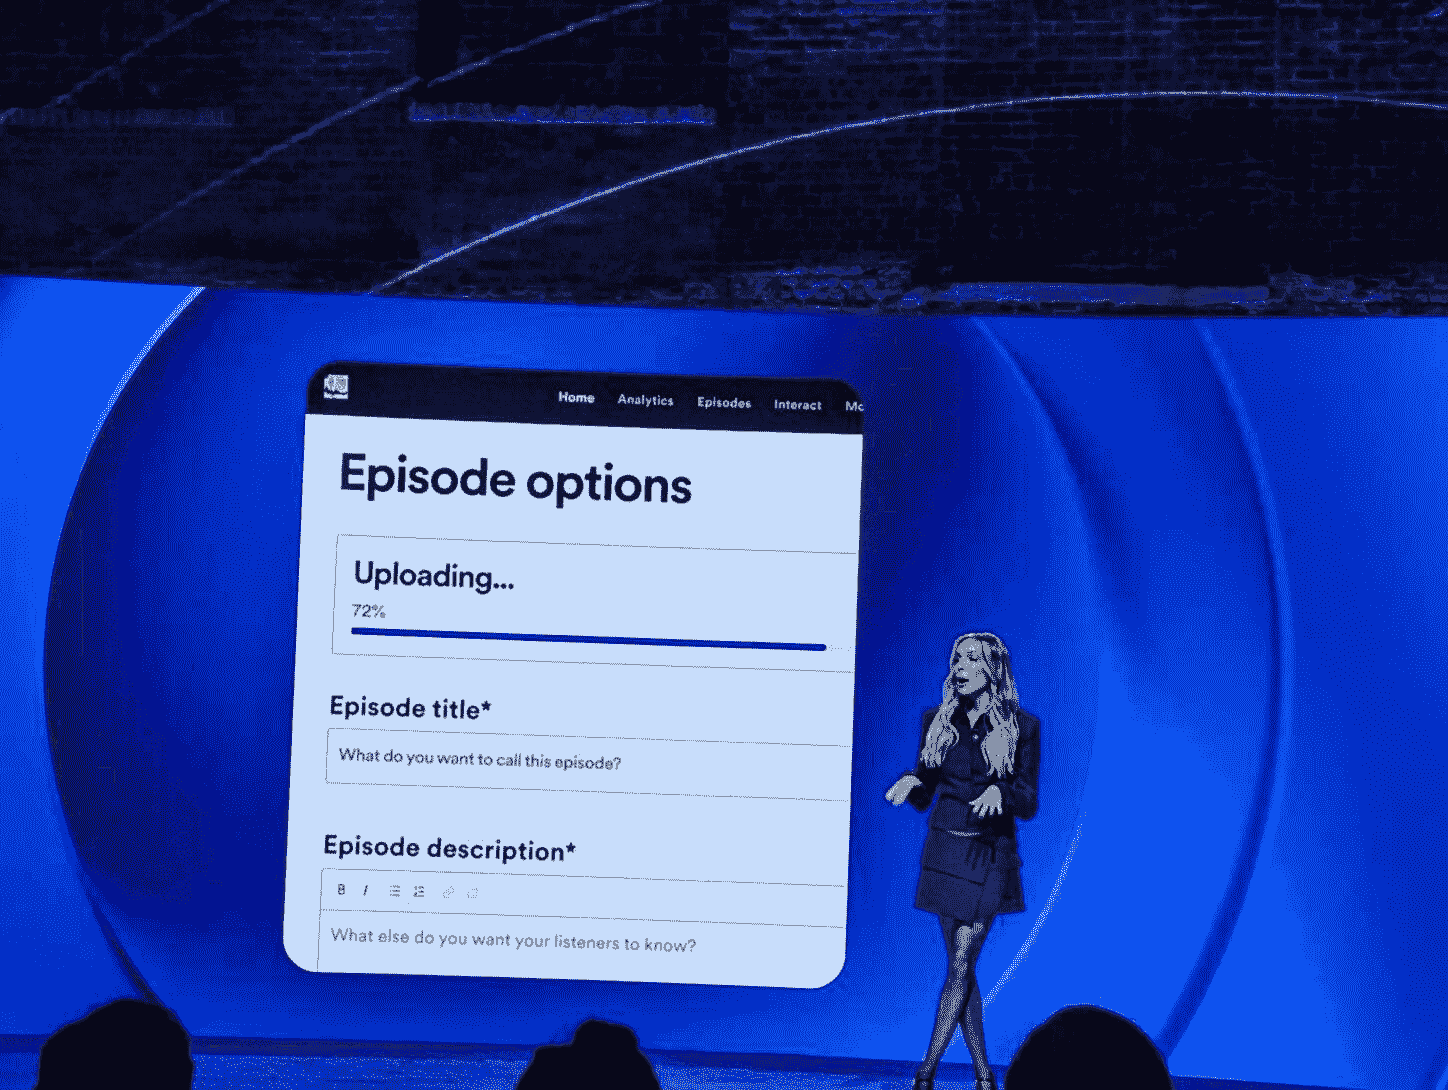 Home Analytics Episodes Interact Mo
Episode options
Uploading...
72%
Episode title*
What do you want to call this episode?
Episode description*
B I
What else do you want your listeners to know?